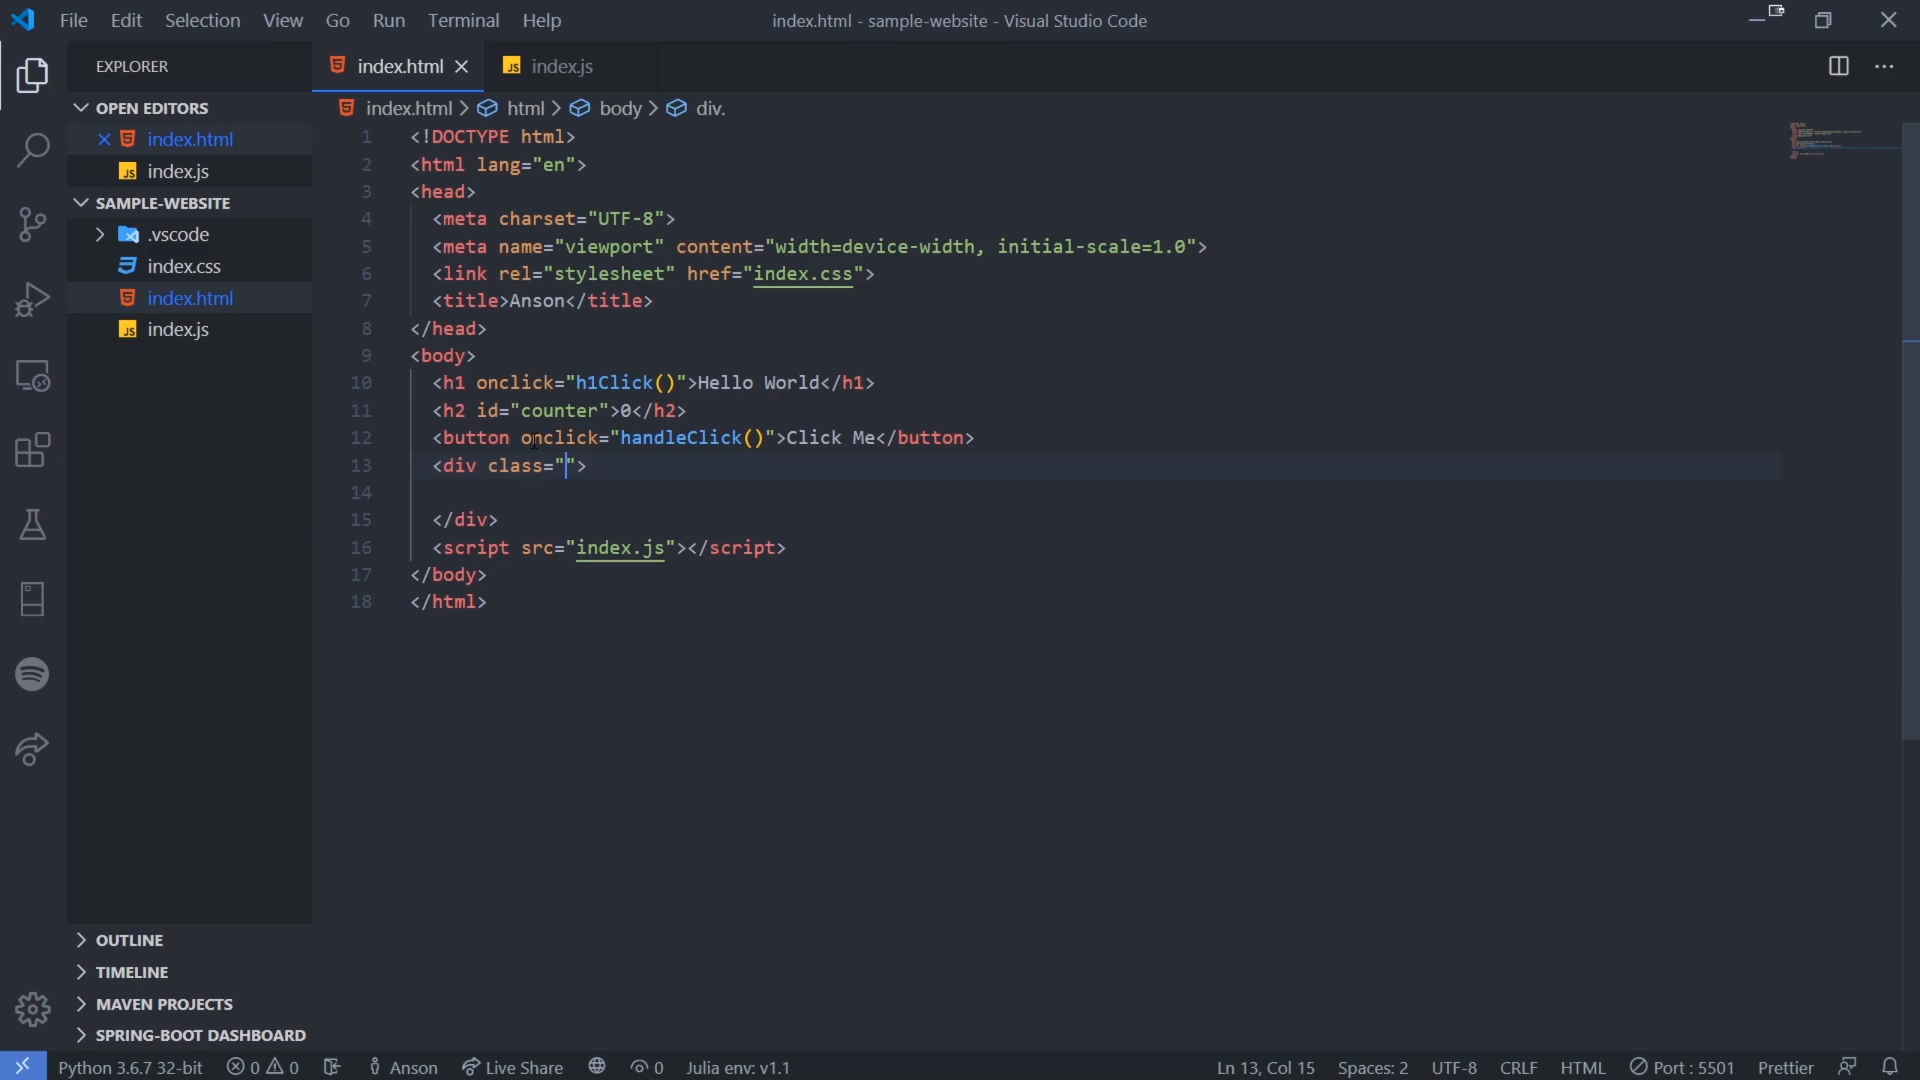 File Edit Selection View Go Run Terminal Help
index.html - sample-website - Visual Studio Code
EXPLORER
OPEN EDITORS
index.html
index.js
SAMPLE-WEBSITE
.vscode
index.css
index.html
index.js
OUTLINE
TIMELINE
MAVEN PROJECTS
SPRING-BOOT DASHBOARD
index.html
index.js
index.html > html > body > div.
1 <!DOCTYPE html>
2 <html lang="en">
3 <head>
4 <meta charset="UTF-8">
5 <meta name="viewport" content="width=device-width, initial-scale=1.0">
6 <link rel="stylesheet" href="index.css">
7 <title>Anson</title>
8 </head>
9 <body>
10 <h1 onclick="h1Click()">Hello World</h1>
11 <h2 id="counter">0</h2>
12 <button onclick="handleClick()">Click Me</button>
13 <div class="">
14
15 </div>
16 <script src="index.js"></script>
17 </body>
18 </html>
Python 3.6.7 32-bit 0 0 Anson Live Share 0 Julia env: v1.1 Ln 13, Col 15 Spaces: 2 UTF-8 CRLF HTML Port : 5501 Prettier